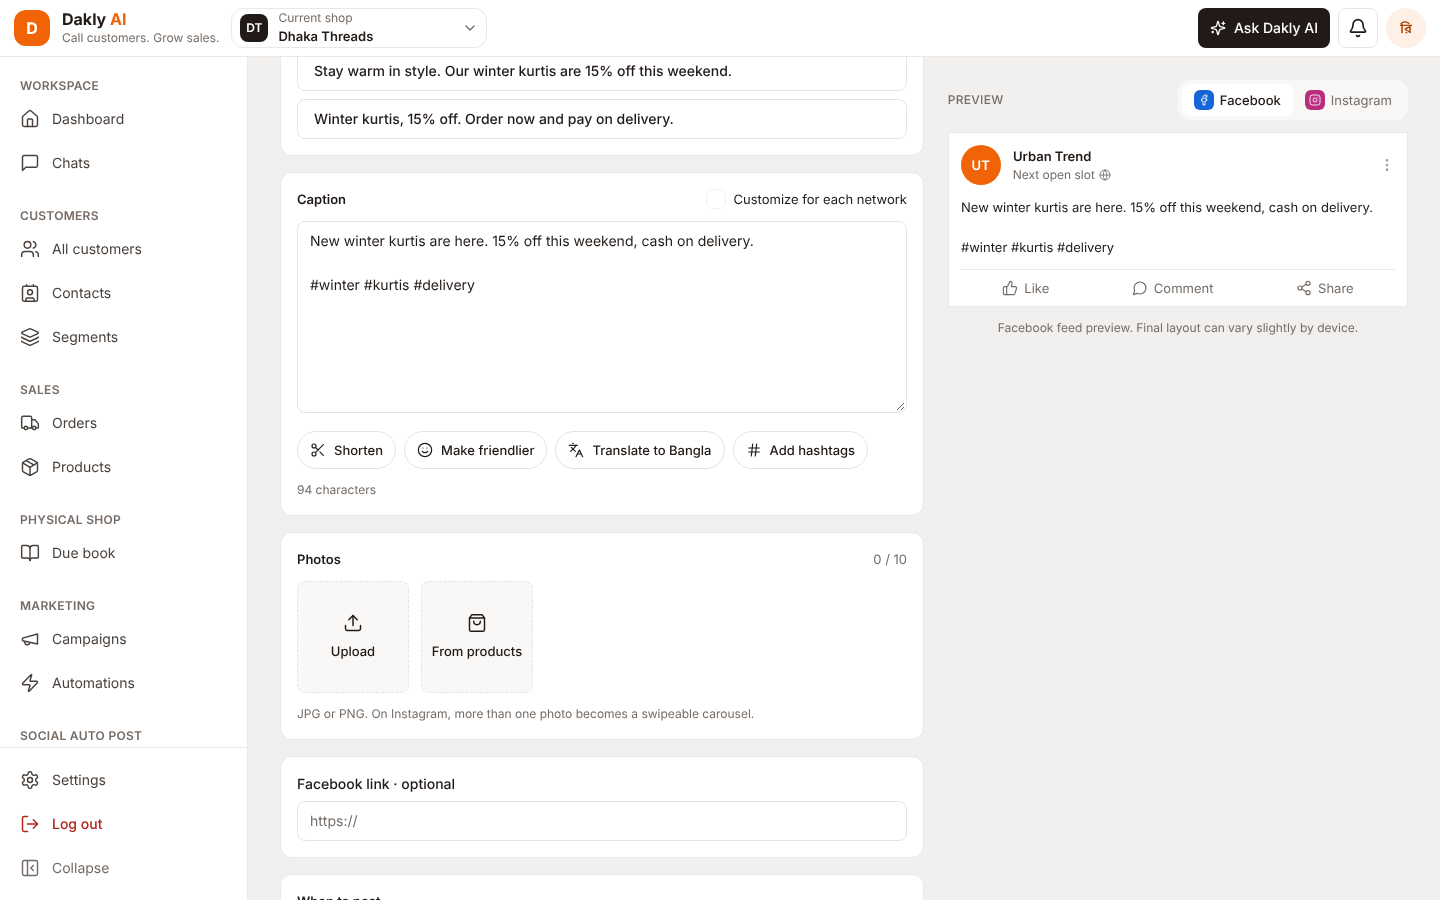 D
Dakly AI
Call customers. Grow sales.
DT
Current shop
Dhaka Threads
Ask Dakly AI
রি
WORKSPACE
Dashboard
Chats
CUSTOMERS
All customers
Contacts
Segments
SALES
Orders
Products
PHYSICAL SHOP
Due book
MARKETING
Campaigns
Automations
SOCIAL AUTO POST
Settings
Log out
Collapse
Stay warm in style. Our winter kurtis are 15% off this weekend.
Winter kurtis, 15% off. Order now and pay on delivery.
Caption
Customize for each network
New winter kurtis are here. 15% off this weekend, cash on delivery.
#winter #kurtis #delivery
Shorten
Make friendlier
Translate to Bangla
Add hashtags
94 characters
Photos
0 / 10
Upload
From products
JPG or PNG. On Instagram, more than one photo becomes a swipeable carousel.
Facebook link · optional
https://
When to post
PREVIEW
Facebook
Instagram
UT
Urban Trend
Next open slot
New winter kurtis are here. 15% off this weekend, cash on delivery.
#winter #kurtis #delivery
Like
Comment
Share
Facebook feed preview. Final layout can vary slightly by device.